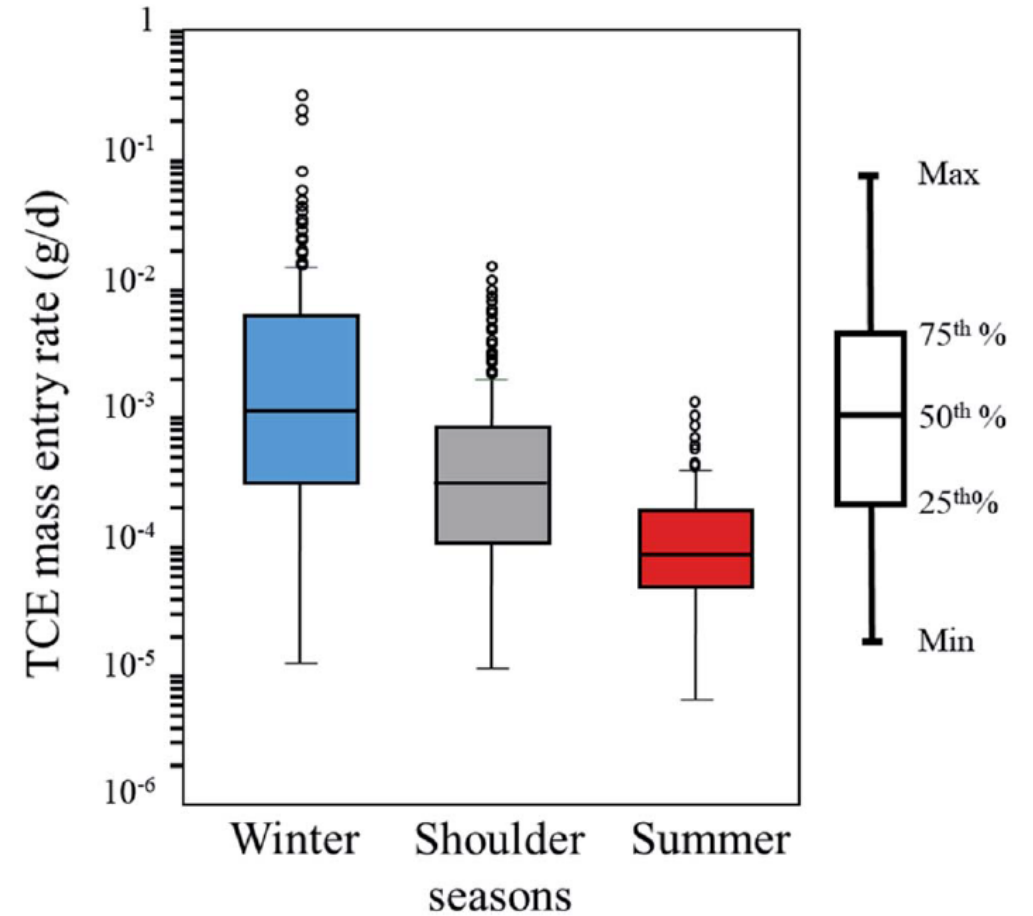 TCE mass entry rate (g/d)
1
10⁻¹
10⁻²
10⁻³
10⁻⁴
10⁻⁵
10⁻⁶
Winter
Shoulder
Summer
seasons
Max
75ᵗʰ %
50ᵗʰ %
25ᵗʰ%
Min